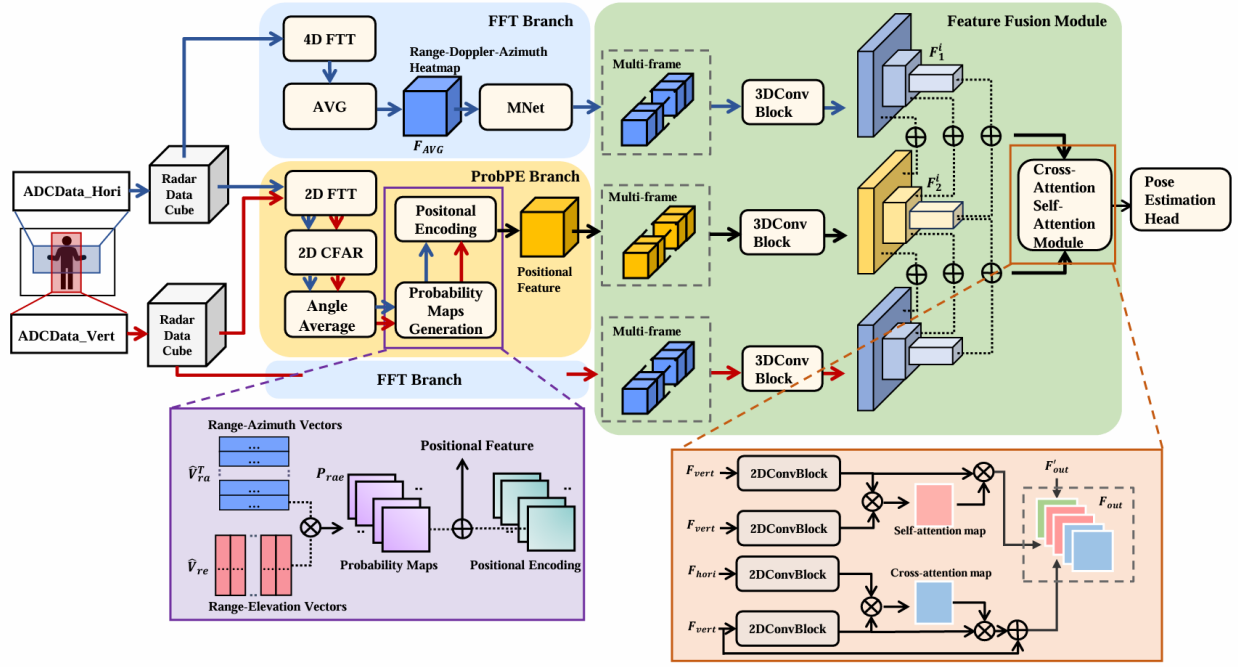 FFT Branch
4D FTT
AVG
Range-Doppler-Azimuth
Heatmap
F_AVG
MNet
Feature Fusion Module
Multi-frame
3DConv
Block
F_1^i
ADCData_Hori
Radar
Data
Cube
ADCData_Vert
Radar
Data
Cube
ProbPE Branch
2D FTT
2D CFAR
Angle
Average
Positonal
Encoding
Probability
Maps
Generation
Positional
Feature
Multi-frame
3DConv
Block
F_2^i
Cross-
Attention
Self-
Attention
Module
Pose
Estimation
Head
FFT Branch
Multi-frame
3DConv
Block
Range-Azimuth Vectors
...
...
V̂_ra^T
...
...
V̂_re
... ...
Range-Elevation Vectors
P_rae
Probability Maps
Positional Feature
Positional Encoding
F_vert
2DConvBlock
F_vert
2DConvBlock
Self-attention map
F_hori
2DConvBlock
Cross-attention map
F_vert
2DConvBlock
F'_out
F_out